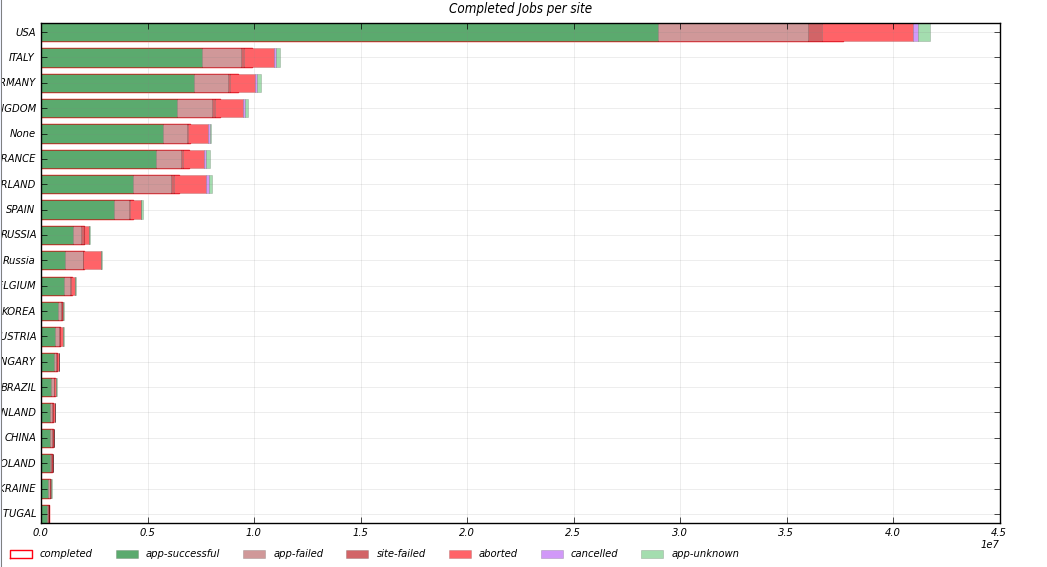 Completed Jobs per site
USA
ITALY
RMANY
IGDOM
None
RANCE
RLAND
SPAIN
RUSSIA
Russia
LGIUM
KOREA
USTRIA
NGARY
BRAZIL
NLAND
CHINA
OLAND
KRAINE
TUGAL
0.0 0.5 1.0 1.5 2.0 2.5 3.0 3.5 4.0 4.5
1e7
completed app-successful app-failed site-failed aborted cancelled app-unknown